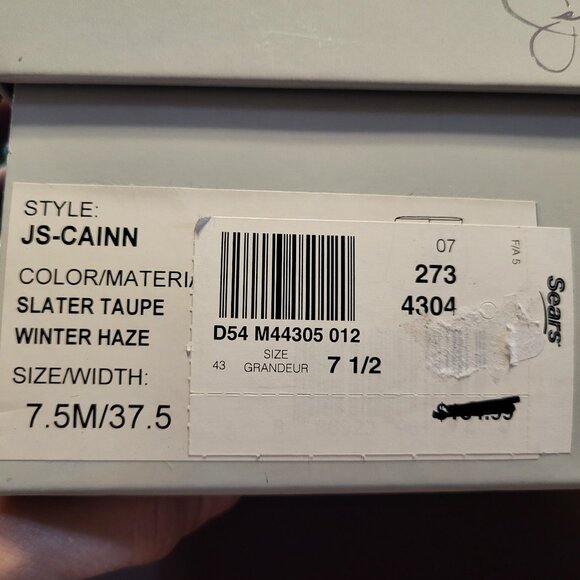 STYLE:
JS-CAINN
COLOR/MATERIA
SLATER TAUPE
WINTER HAZE
SIZE/WIDTH:
7.5M/37.5
07
F/A 5
273
4304
Sears
D54 M44305 012
SIZE
43 GRANDEUR 7 1/2